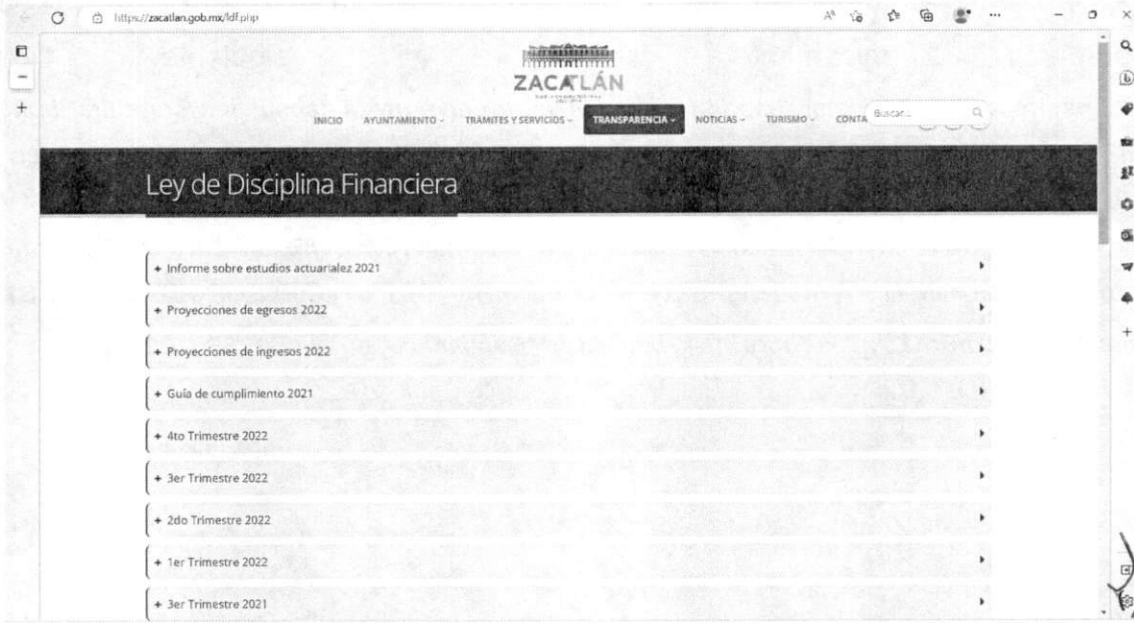 https://zacatlan.gob.mx/ldf.php
ZACATLÁN
INICIO AYUNTAMIENTO TRÁMITES Y SERVICIOS TRANSPARENCIA NOTICIAS TURISMO CONTA Buscar...
Ley de Disciplina Financiera
+ Informe sobre estudios actuarialez 2021
+ Proyecciones de egresos 2022
+ Proyecciones de ingresos 2022
+ Guía de cumplimiento 2021
+ 4to Trimestre 2022
+ 3er Trimestre 2022
+ 2do Trimestre 2022
+ 1er Trimestre 2022
+ 3er Trimestre 2021